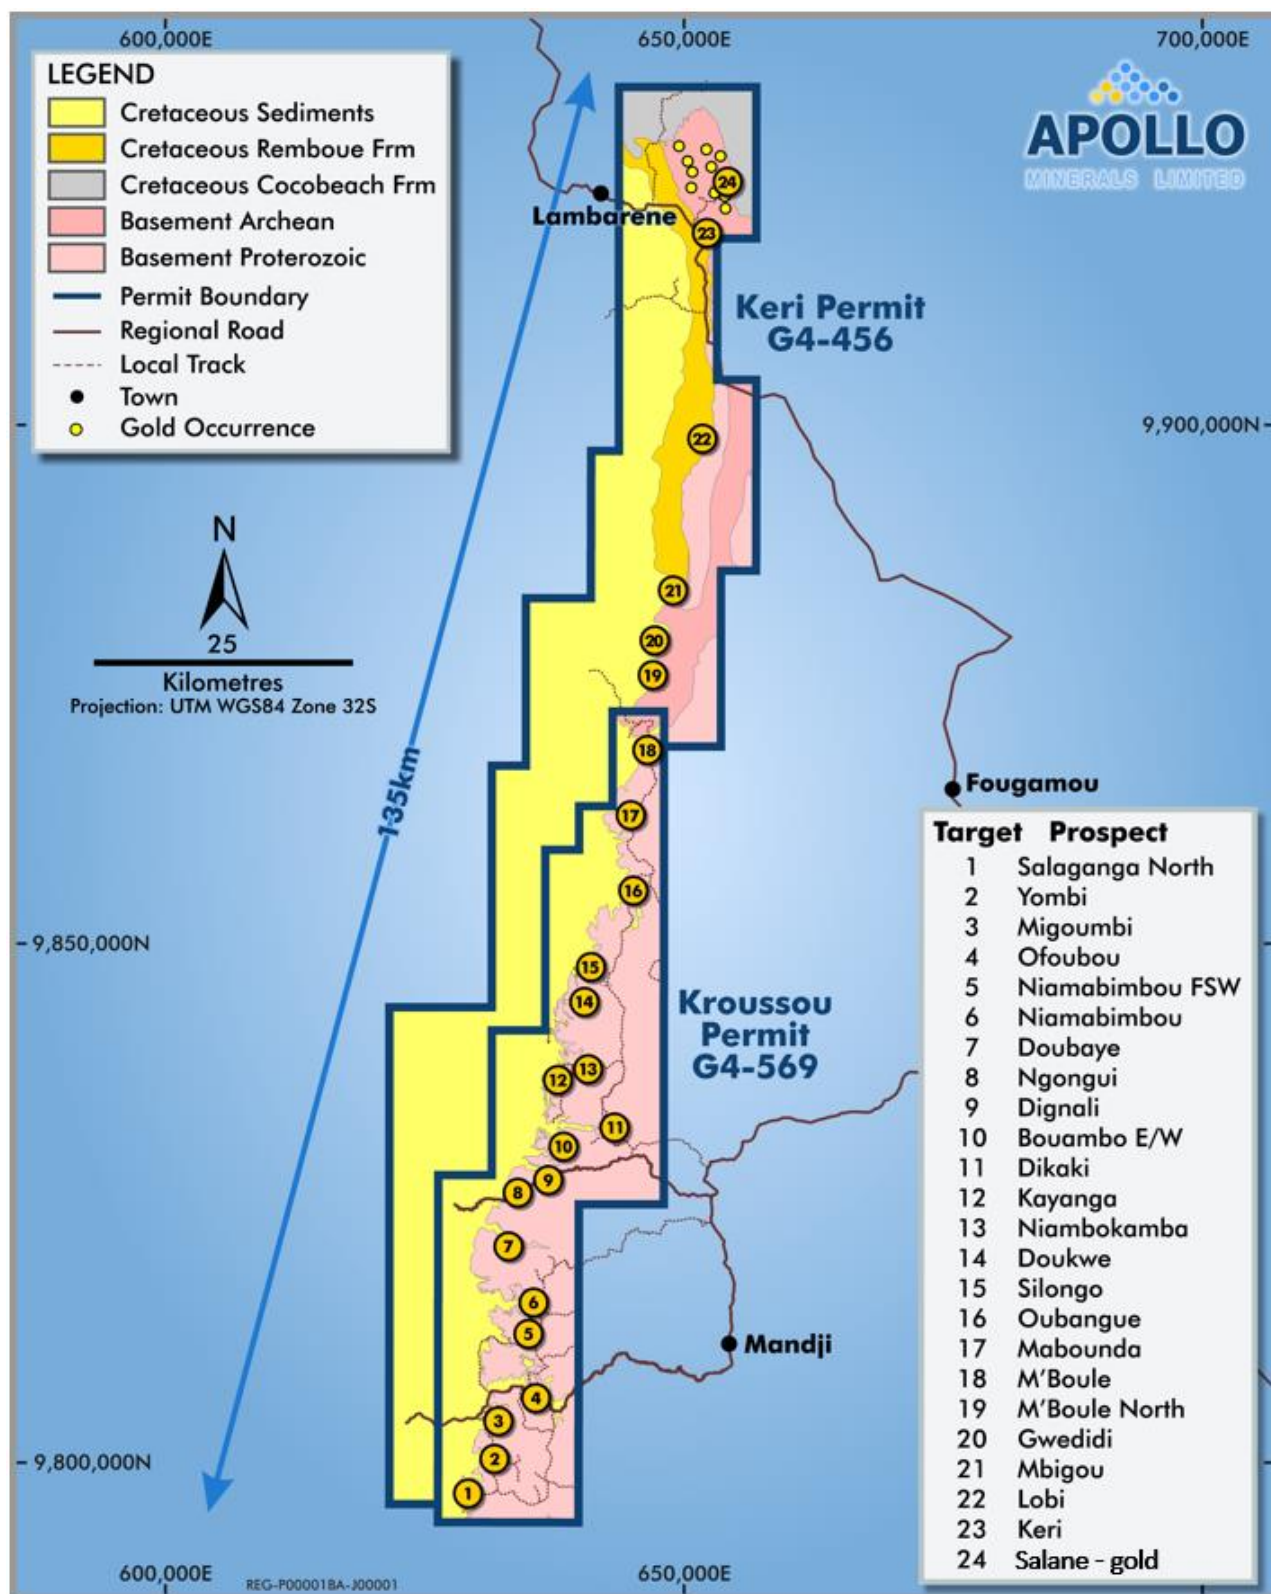 600,000E
650,000E
700,000E
LEGEND
Cretaceous Sediments
Cretaceous Remboue Frm
Cretaceous Cocobeach Frm
Basement Archean
Basement Proterozoic
Permit Boundary
Regional Road
Local Track
Town
Gold Occurrence
APOLLO
MINERALS LIMITED
24
Lambarene
23
Keri Permit
G4-456
22
9,900,000N
N
25
Kilometres
Projection: UTM WGS84 Zone 32S
21
20
19
18
135km
17
16
Fougamou
9,850,000N
15
14
Kroussou
Permit
G4-569
13
12
11
10
9
8
7
6
5
Mandji
4
3
2
1
9,800,000N
Target Prospect
1 Salaganga North
2 Yombi
3 Migoumbi
4 Ofoubou
5 Niamabimbou FSW
6 Niamabimbou
7 Doubaye
8 Ngongui
9 Dignali
10 Bouambo E/W
11 Dikaki
12 Kayanga
13 Niambokamba
14 Doukwe
15 Silongo
16 Oubangue
17 Mabounda
18 M'Boule
19 M'Boule North
20 Gwedidi
21 Mbigou
22 Lobi
23 Keri
24 Salane - gold
600,000E
REG-P00001BA-J00001
650,000E